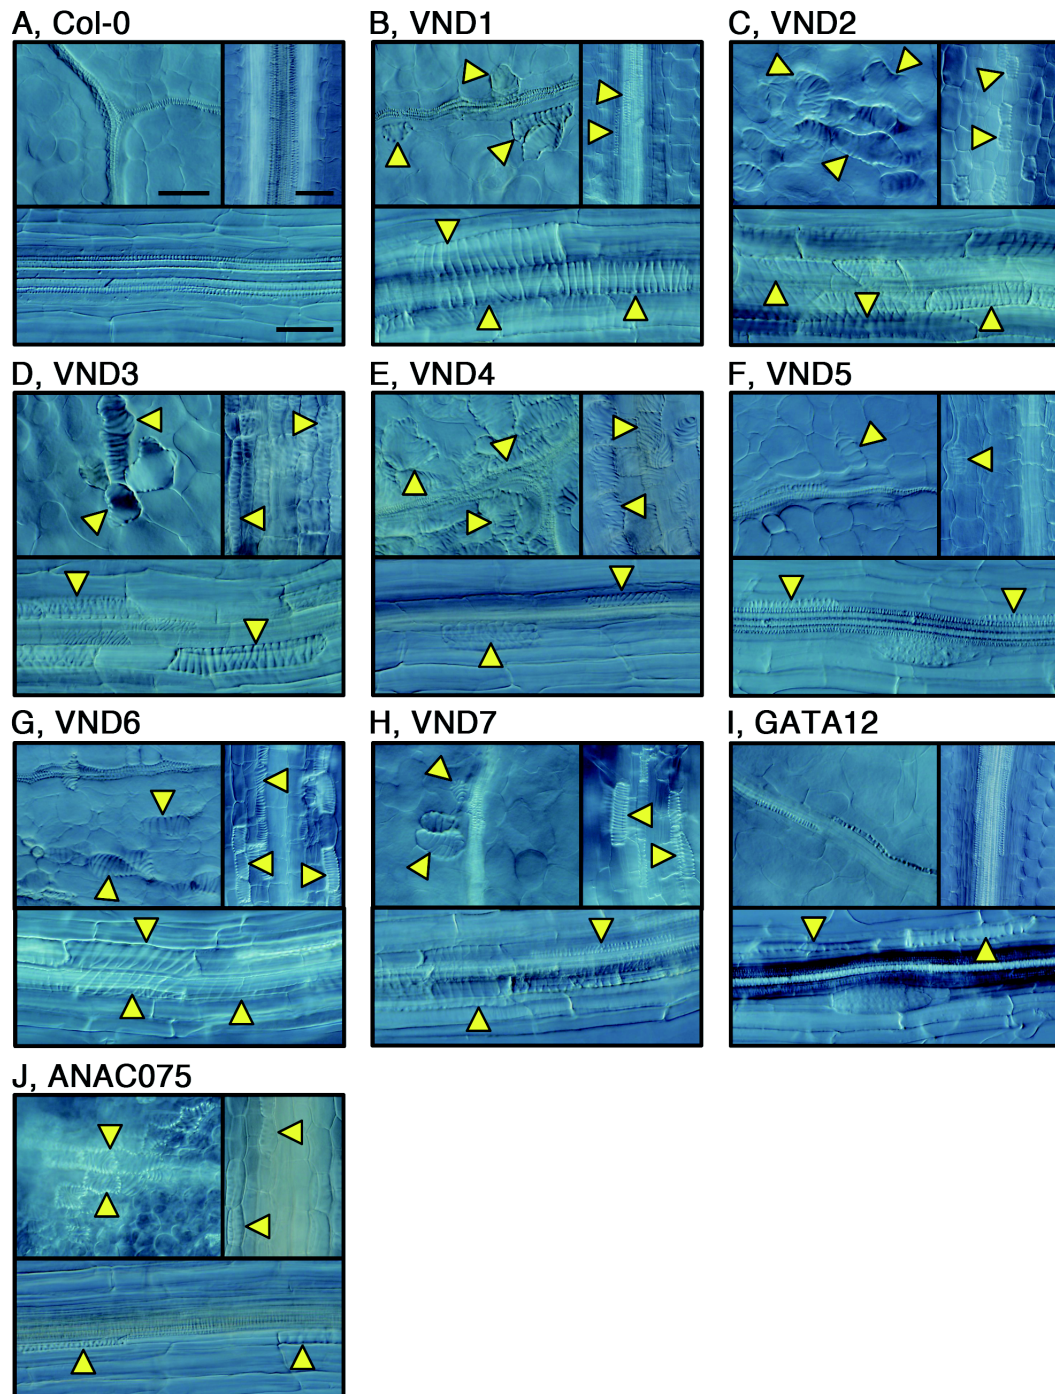 A, Col-0
B, VND1
C, VND2
D, VND3
E, VND4
F, VND5
G, VND6
H, VND7
I, GATA12
J, ANAC075